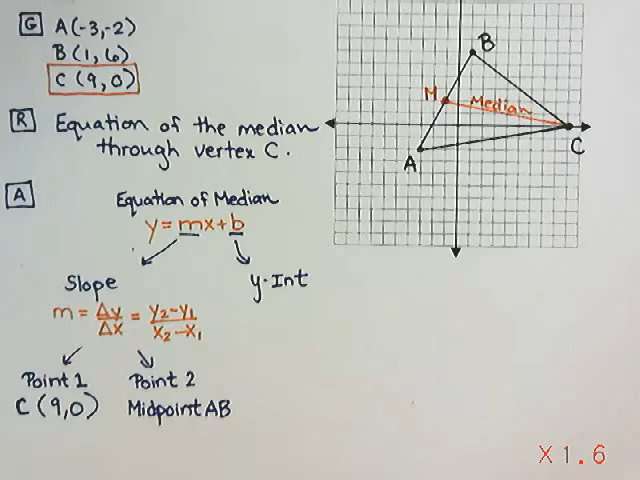 G A(-3,-2)
B(1,6)
C(9,0)
R Equation of the median
through vertex C.
A Equation of Median
y=mx+b
Slope
y-Int
m = Δy/Δx = y₂-y₁/x₂-x₁
Point 1 Point 2
C(9,0) Midpoint AB
B
M Median
A
C
X1.6